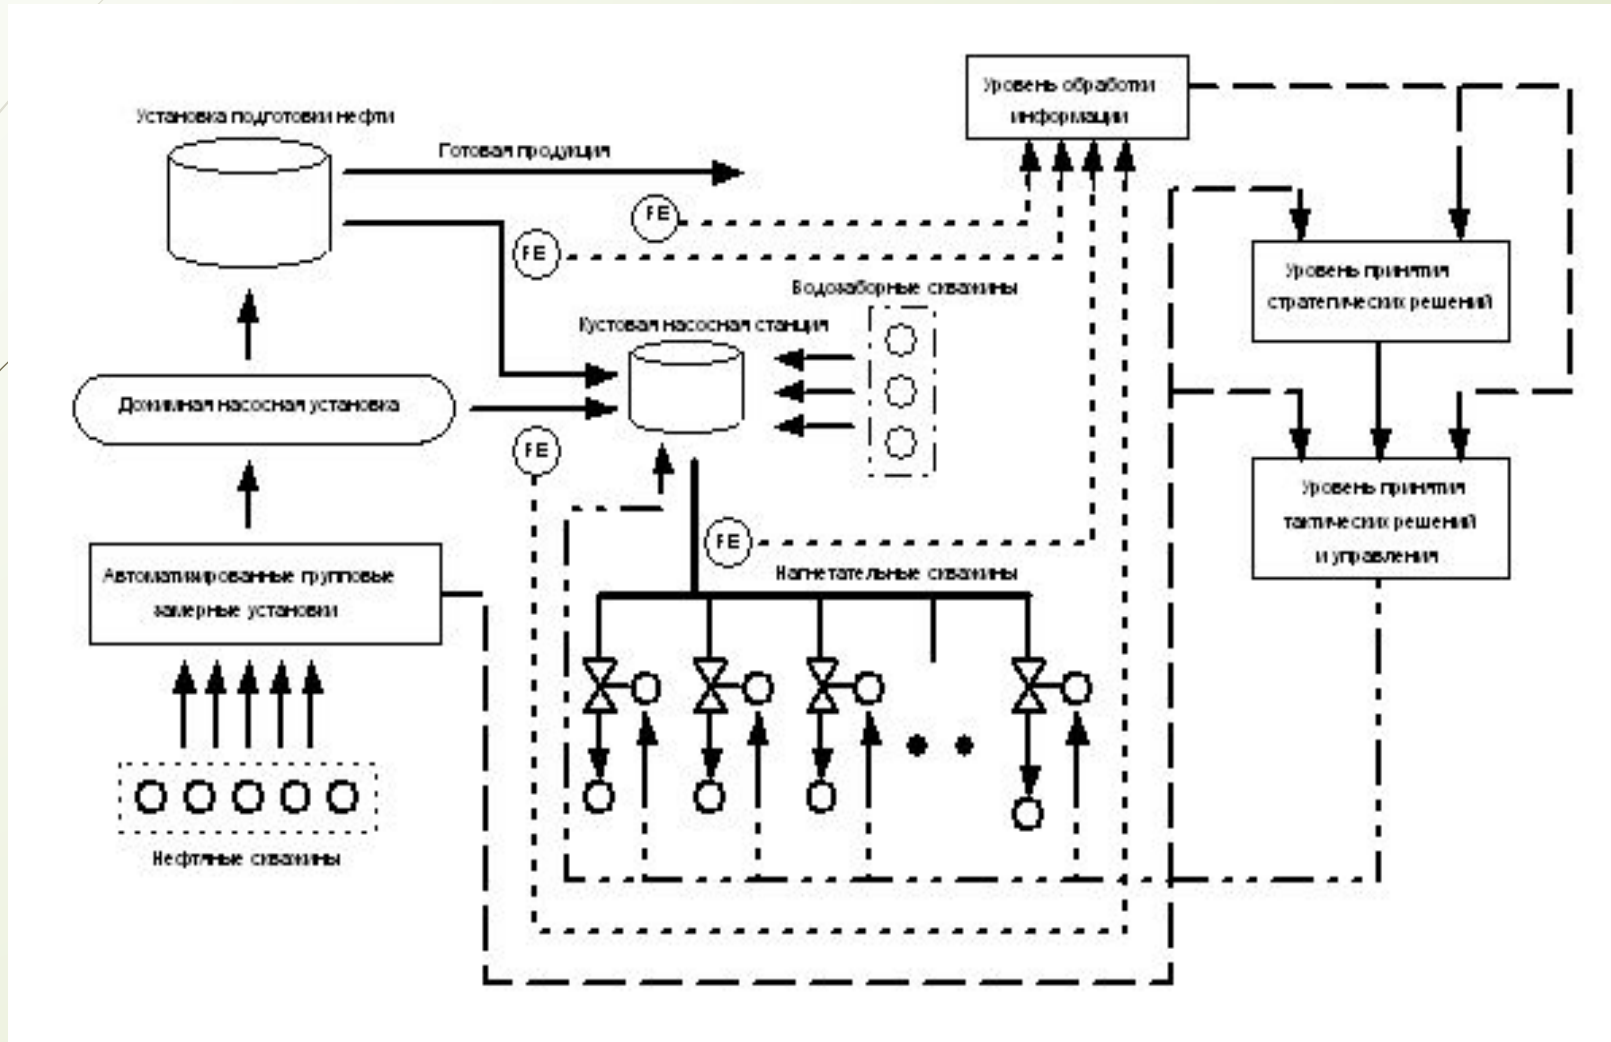 Уровень обработки
информации
Установка подготовки нефти
Готовая продукция
FE
FE
Уровень принятия
стратегических решений
Водозаборные скважины
Кустовая насосная станция
Дожимная насосная установка
FE
Уровень принятия
тактических решений
и управления
FE
Нагнетательные скважины
Автоматизированные групповые
замерные установки
Нефтяные скважины